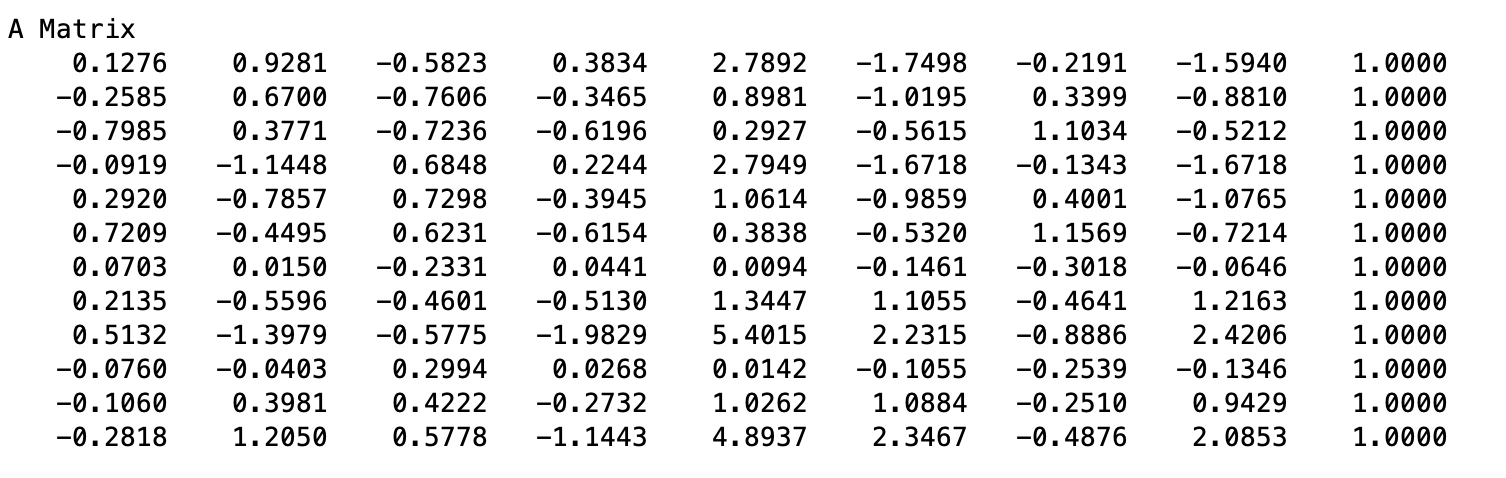 A Matrix
0.1276 0.9281 −0.5823 0.3834 2.7892 −1.7498 −0.2191 −1.5940 1.0000
−0.2585 0.6700 −0.7606 −0.3465 0.8981 −1.0195 0.3399 −0.8810 1.0000
−0.7985 0.3771 −0.7236 −0.6196 0.2927 −0.5615 1.1034 −0.5212 1.0000
−0.0919 −1.1448 0.6848 0.2244 2.7949 −1.6718 −0.1343 −1.6718 1.0000
0.2920 −0.7857 0.7298 −0.3945 1.0614 −0.9859 0.4001 −1.0765 1.0000
0.7209 −0.4495 0.6231 −0.6154 0.3838 −0.5320 1.1569 −0.7214 1.0000
0.0703 0.0150 −0.2331 0.0441 0.0094 −0.1461 −0.3018 −0.0646 1.0000
0.2135 −0.5596 −0.4601 −0.5130 1.3447 1.1055 −0.4641 1.2163 1.0000
0.5132 −1.3979 −0.5775 −1.9829 5.4015 2.2315 −0.8886 2.4206 1.0000
−0.0760 −0.0403 0.2994 0.0268 0.0142 −0.1055 −0.2539 −0.1346 1.0000
−0.1060 0.3981 0.4222 −0.2732 1.0262 1.0884 −0.2510 0.9429 1.0000
−0.2818 1.2050 0.5778 −1.1443 4.8937 2.3467 −0.4876 2.0853 1.0000